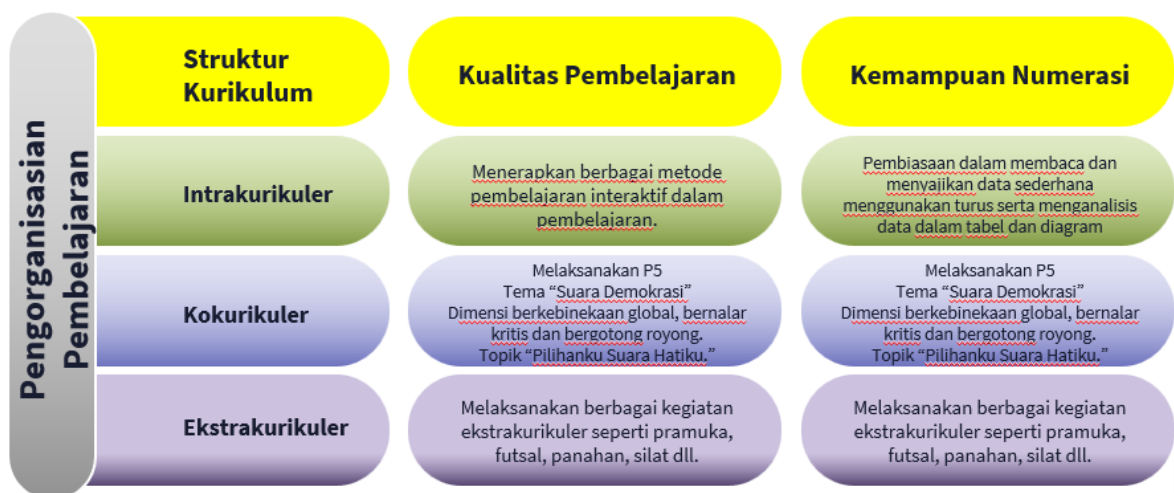 Pengorganisasian
Pembelajaran
Struktur
Kurikulum
Kualitas Pembelajaran
Kemampuan Numerasi
Intrakurikuler
Menerapkan berbagai metode
pembelajaran interaktif dalam
pembelajaran.
Pembiasaan dalam membaca dan
menyajikan data sederhana
menggunakan turus serta menganalisis
data dalam tabel dan diagram
Kokurikuler
Melaksanakan P5
Tema “Suara Demokrasi”
Dimensi berkebinekaan global, bernalar
kritis dan bergotong royong.
Topik “Pilihanku Suara Hatiku.”
Melaksanakan P5
Tema “Suara Demokrasi”
Dimensi berkebinekaan global, bernalar
kritis dan bergotong royong.
Topik “Pilihanku Suara Hatiku.”
Ekstrakurikuler
Melaksanakan berbagai kegiatan
ekstrakurikuler seperti pramuka,
futsal, panahan, silat dll.
Melaksanakan berbagai kegiatan
ekstrakurikuler seperti pramuka,
futsal, panahan, silat dll.